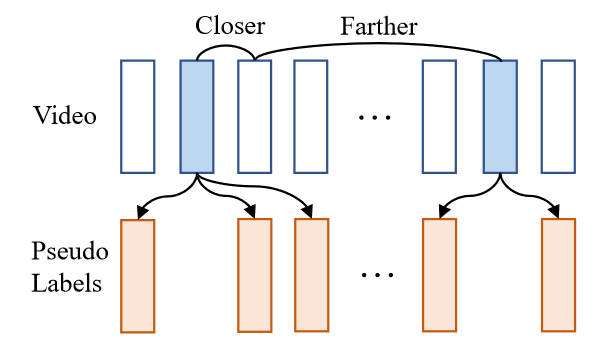 Closer
Farther
Video
...
Pseudo
Labels
...